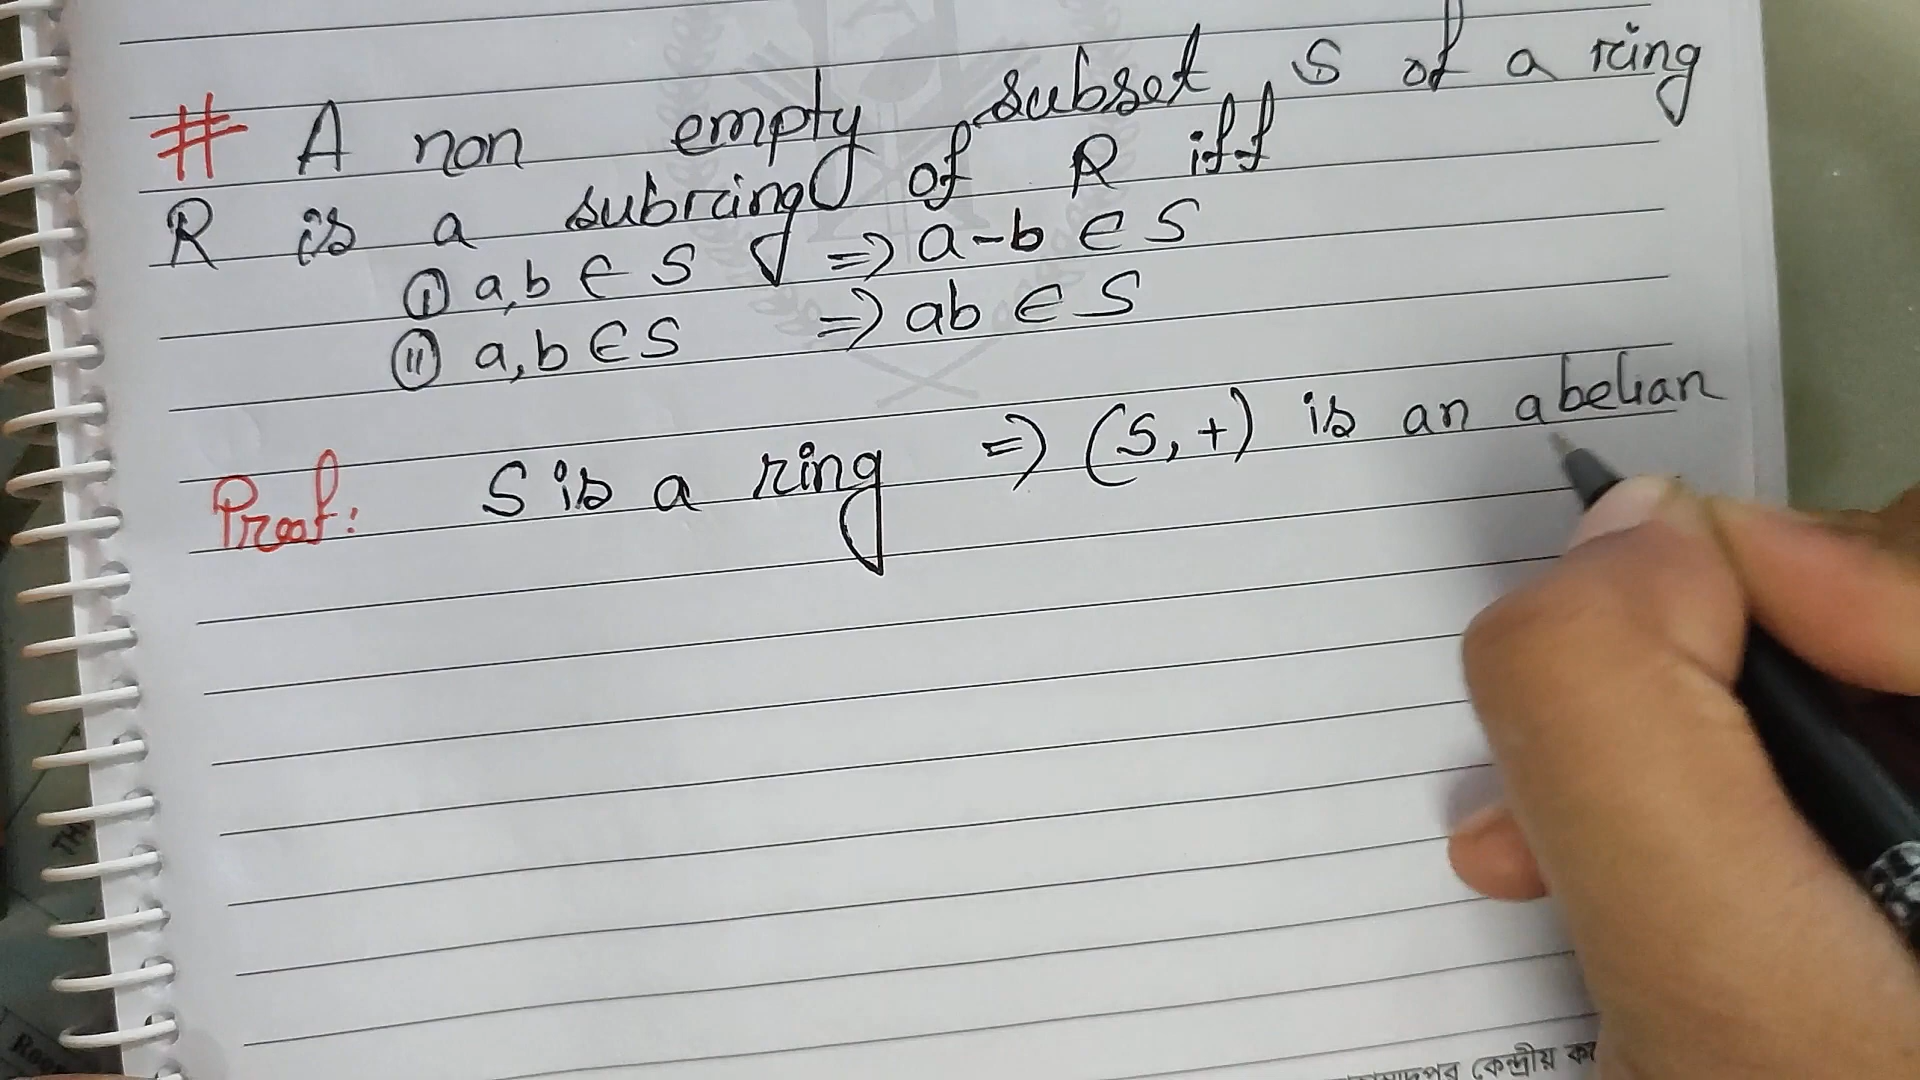 # A non empty subset S of a ring
R is a subring of R iff
(i) a,b ∈ S => a-b ∈ S
(ii) a,b ∈ S => ab ∈ S
Proof: S is a ring => (S, +) is an abelian
কেন্দ্রীয়